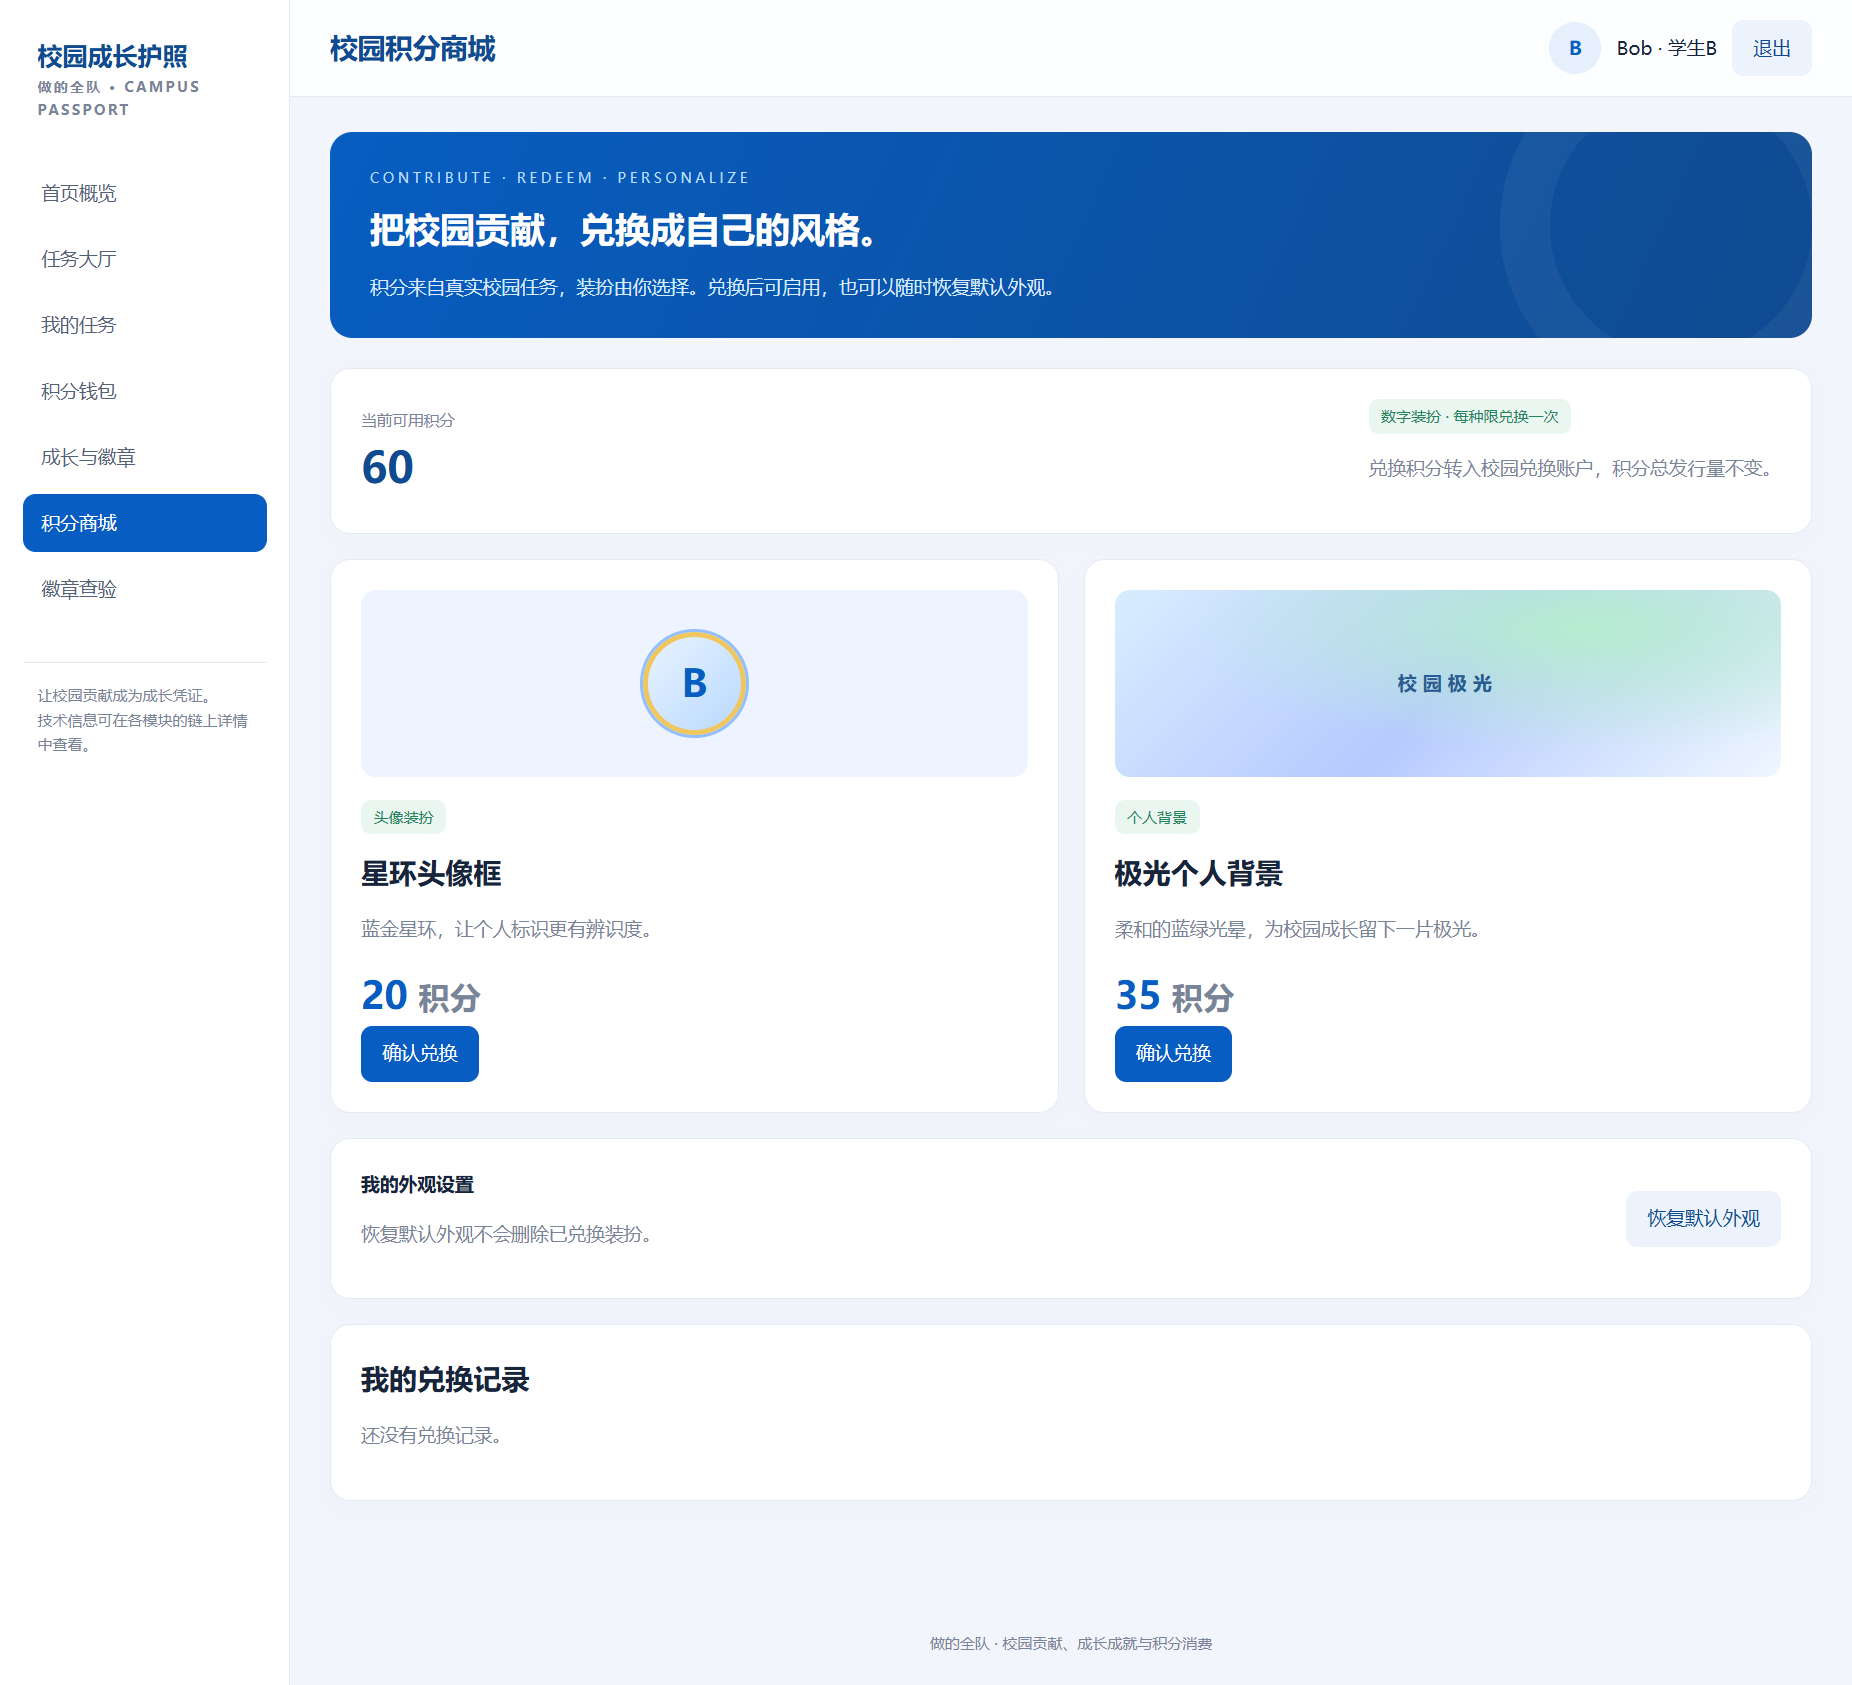 校园成长护照
做的全队 • CAMPUS
PASSPORT
首页概览
任务大厅
我的任务
积分钱包
成长与徽章
积分商城
徽章查验
让校园贡献成为成长凭证。
技术信息可在各模块的链上详情
中查看。
校园积分商城
B
Bob · 学生B
退出
CONTRIBUTE · REDEEM · PERSONALIZE
把校园贡献，兑换成自己的风格。
积分来自真实校园任务，装扮由你选择。兑换后可启用，也可以随时恢复默认外观。
当前可用积分
60
数字装扮 · 每种限兑换一次
兑换积分转入校园兑换账户，积分总发行量不变。
B
头像装扮
星环头像框
蓝金星环，让个人标识更有辨识度。
20 积分
确认兑换
校园极光
个人背景
极光个人背景
柔和的蓝绿光晕，为校园成长留下一片极光。
35 积分
确认兑换
我的外观设置
恢复默认外观不会删除已兑换装扮。
恢复默认外观
我的兑换记录
还没有兑换记录。
做的全队 · 校园贡献、成长成就与积分消费